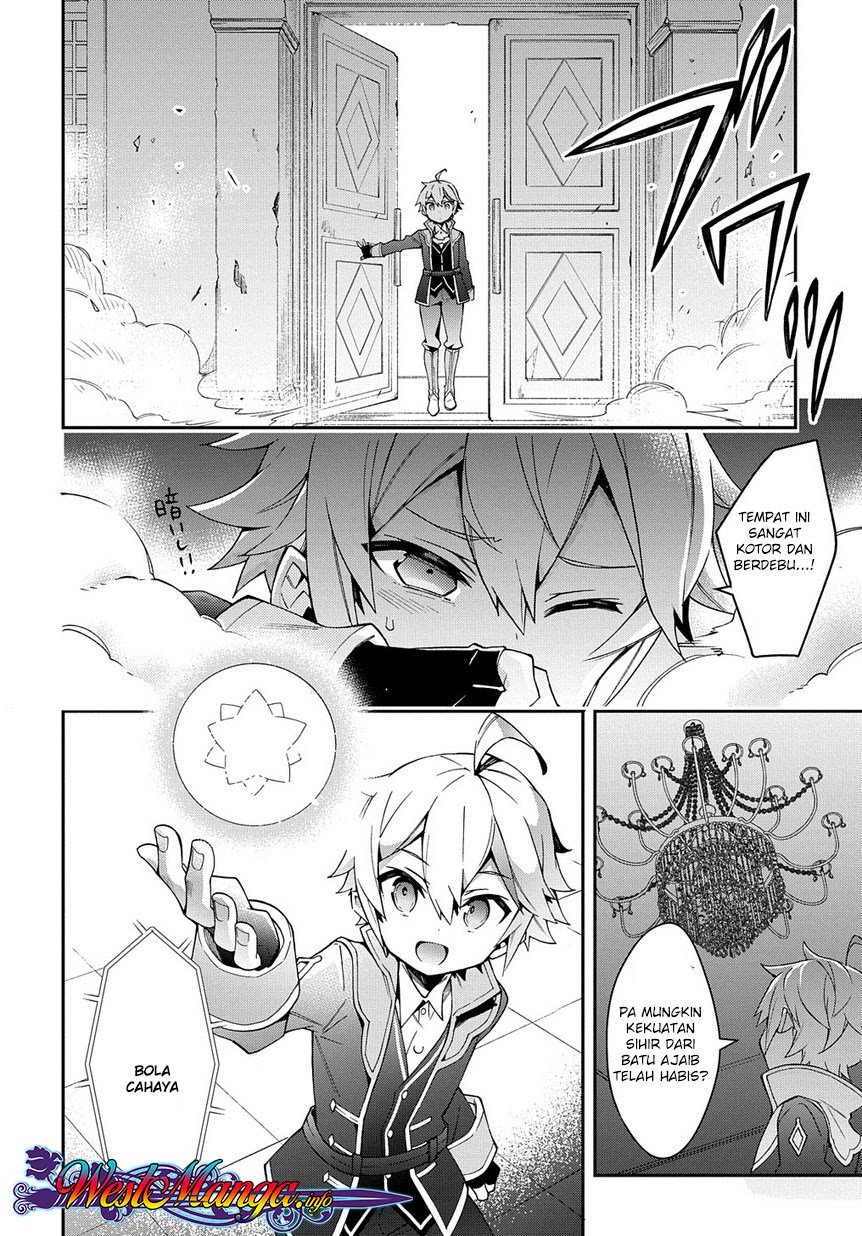 TEMPAT INI
SANGAT
KOTOR DAN
BERDEBU...!
暗いし!!
PA MUNGKIN
KEKUATAN
SIHIR DARI
BATU AJAIB
TELAH HABIS?
BOLA
CAHAYA
WestManga.info